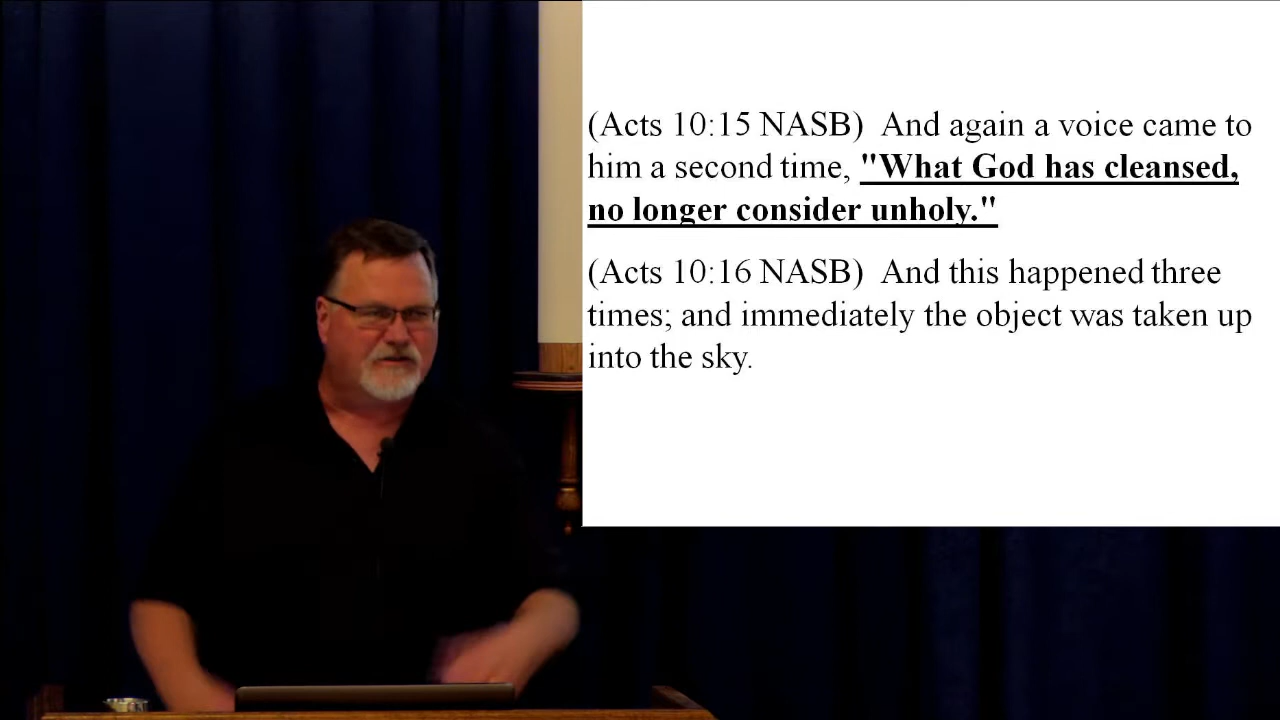 (Acts 10:15 NASB)  And again a voice came to
him a second time, "What God has cleansed,
no longer consider unholy."
(Acts 10:16 NASB)  And this happened three
times; and immediately the object was taken up
into the sky.